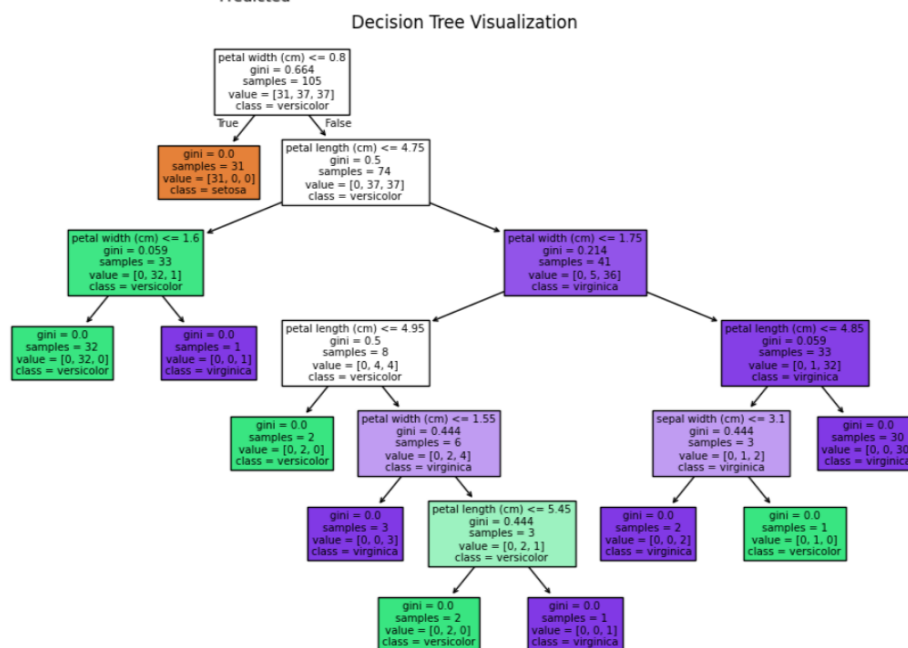 Predicted
Decision Tree Visualization
petal width (cm) <= 0.8
gini = 0.664
samples = 105
value = [31, 37, 37]
class = versicolor
True
False
gini = 0.0
samples = 31
value = [31, 0, 0]
class = setosa
petal length (cm) <= 4.75
gini = 0.5
samples = 74
value = [0, 37, 37]
class = versicolor
petal width (cm) <= 1.6
gini = 0.059
samples = 33
value = [0, 32, 1]
class = versicolor
petal width (cm) <= 1.75
gini = 0.214
samples = 41
value = [0, 5, 36]
class = virginica
gini = 0.0
samples = 32
value = [0, 32, 0]
class = versicolor
gini = 0.0
samples = 1
value = [0, 0, 1]
class = virginica
petal length (cm) <= 4.95
gini = 0.5
samples = 8
value = [0, 4, 4]
class = versicolor
petal length (cm) <= 4.85
gini = 0.059
samples = 33
value = [0, 1, 32]
class = virginica
gini = 0.0
samples = 2
value = [0, 2, 0]
class = versicolor
petal width (cm) <= 1.55
gini = 0.444
samples = 6
value = [0, 2, 4]
class = virginica
sepal width (cm) <= 3.1
gini = 0.444
samples = 3
value = [0, 1, 2]
class = virginica
gini = 0.0
samples = 30
value = [0, 0, 30]
class = virginica
gini = 0.0
samples = 3
value = [0, 0, 3]
class = virginica
petal length (cm) <= 5.45
gini = 0.444
samples = 3
value = [0, 2, 1]
class = versicolor
gini = 0.0
samples = 2
value = [0, 0, 2]
class = virginica
gini = 0.0
samples = 1
value = [0, 1, 0]
class = versicolor
gini = 0.0
samples = 2
value = [0, 2, 0]
class = versicolor
gini = 0.0
samples = 1
value = [0, 0, 1]
class = virginica